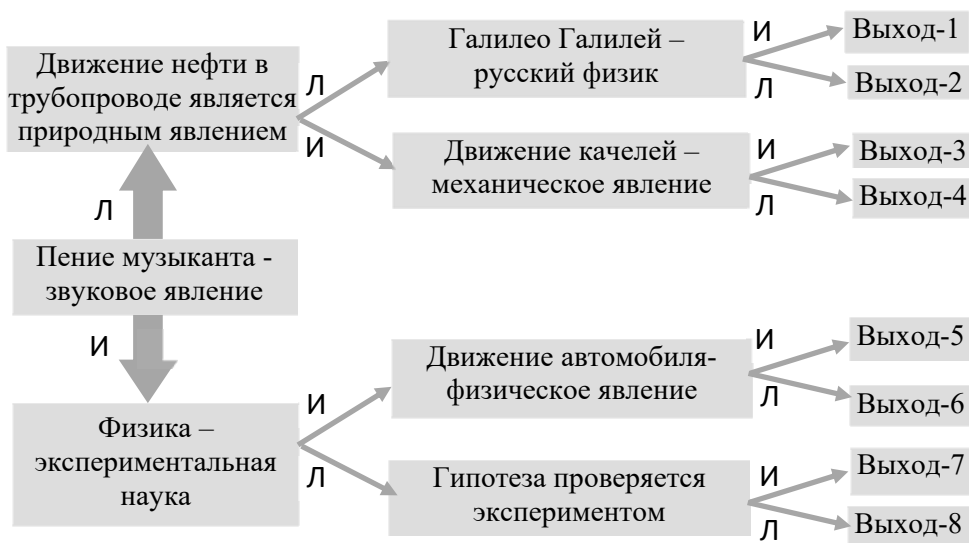 Движение нефти в
трубопроводе является
природным явлением
Л
И
Галилео Галилей –
русский физик
И
Л
Выход-1
Выход-2
Движение качелей –
механическое явление
И
Л
Выход-3
Выход-4
Л
Пение музыканта -
звуковое явление
И
Физика –
экспериментальная
наука
И
Л
Движение автомобиля-
физическое явление
И
Л
Выход-5
Выход-6
Гипотеза проверяется
экспериментом
И
Л
Выход-7
Выход-8